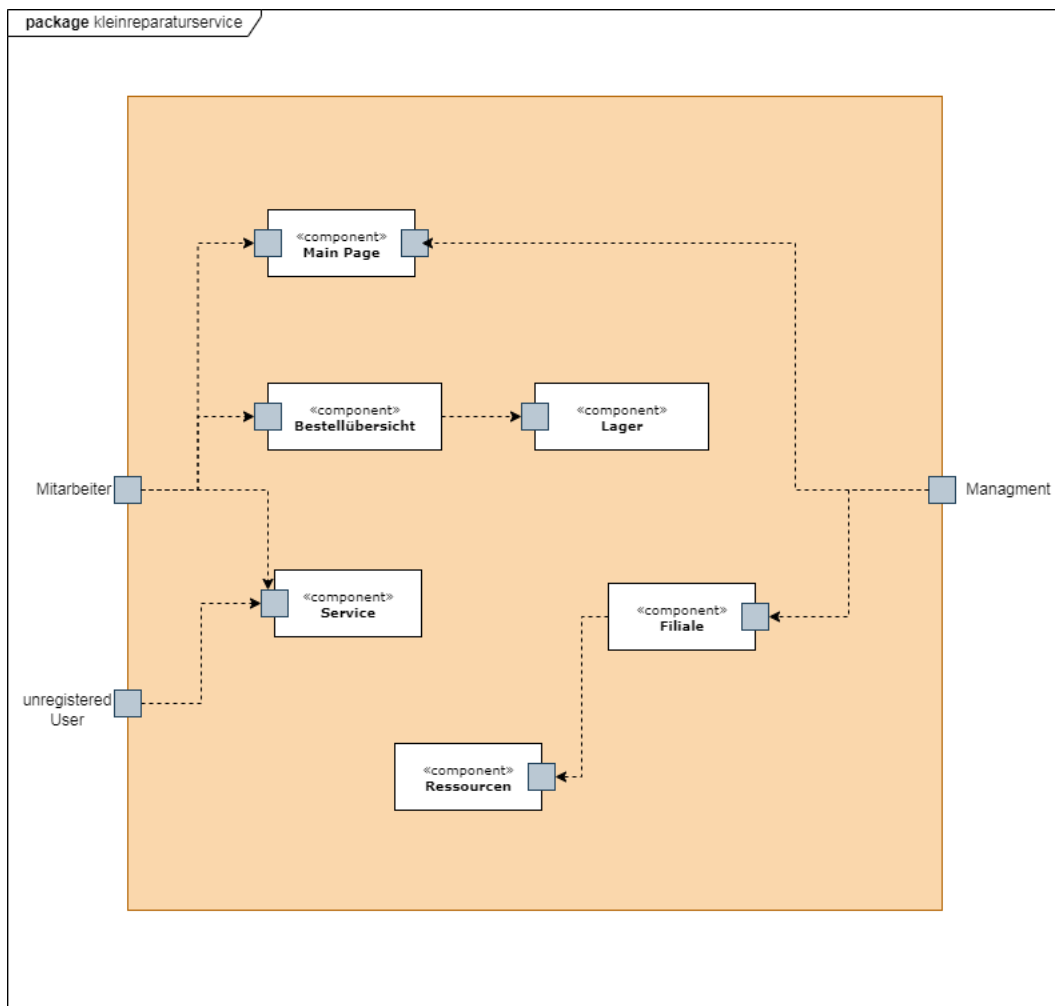 package kleinreparaturservice
«component»
Main Page
«component»
Bestellübersicht
«component»
Lager
Mitarbeiter
Managment
«component»
Service
«component»
Filiale
unregistered
User
«component»
Ressourcen